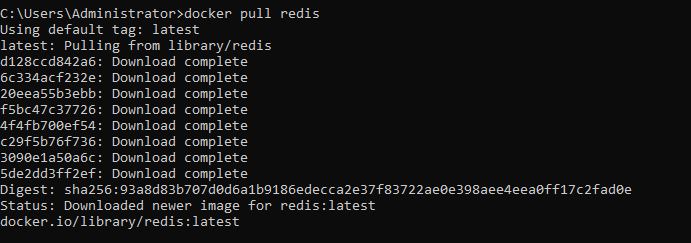 C:\Users\Administrator>docker pull redis
Using default tag: latest
latest: Pulling from library/redis
d128ccd842a6: Download complete
6c334acf232e: Download complete
20eea55b3ebb: Download complete
f5bc47c37726: Download complete
4f4fb700ef54: Download complete
c29f5b76f736: Download complete
3090e1a50a6c: Download complete
5de2dd3ff2ef: Download complete
Digest: sha256:93a8d83b707d0d6a1b9186edecca2e37f83722ae0e398aee4eea0ff17c2fad0e
Status: Downloaded newer image for redis:latest
docker.io/library/redis:latest